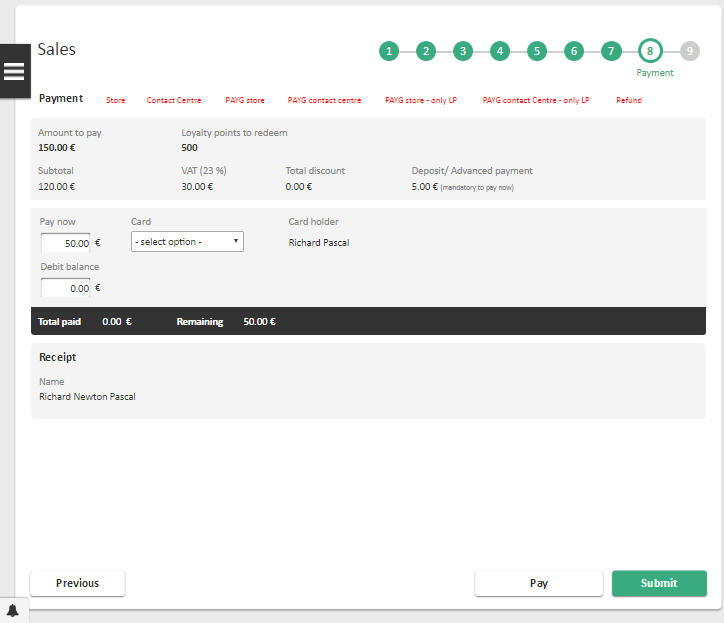 Sales
1 2 3 4 5 6 7 8 9
Payment
Payment Store Contact Centre PAYG store PAYG contact centre PAYG store - only LP PAYG contact Centre - only LP Refund
Amount to pay Loyalty points to redeem
150.00 € 500
Subtotal VAT (23 %) Total discount Deposit/ Advanced payment
120.00 € 30.00 € 0.00 € 5.00 € (mandatory to pay now)
Pay now Card Card holder
50.00 € - select option - Richard Pascal
Debit balance
0.00 €
Total paid 0.00 € Remaining 50.00 €
Receipt
Name
Richard Newton Pascal
Previous Pay Submit